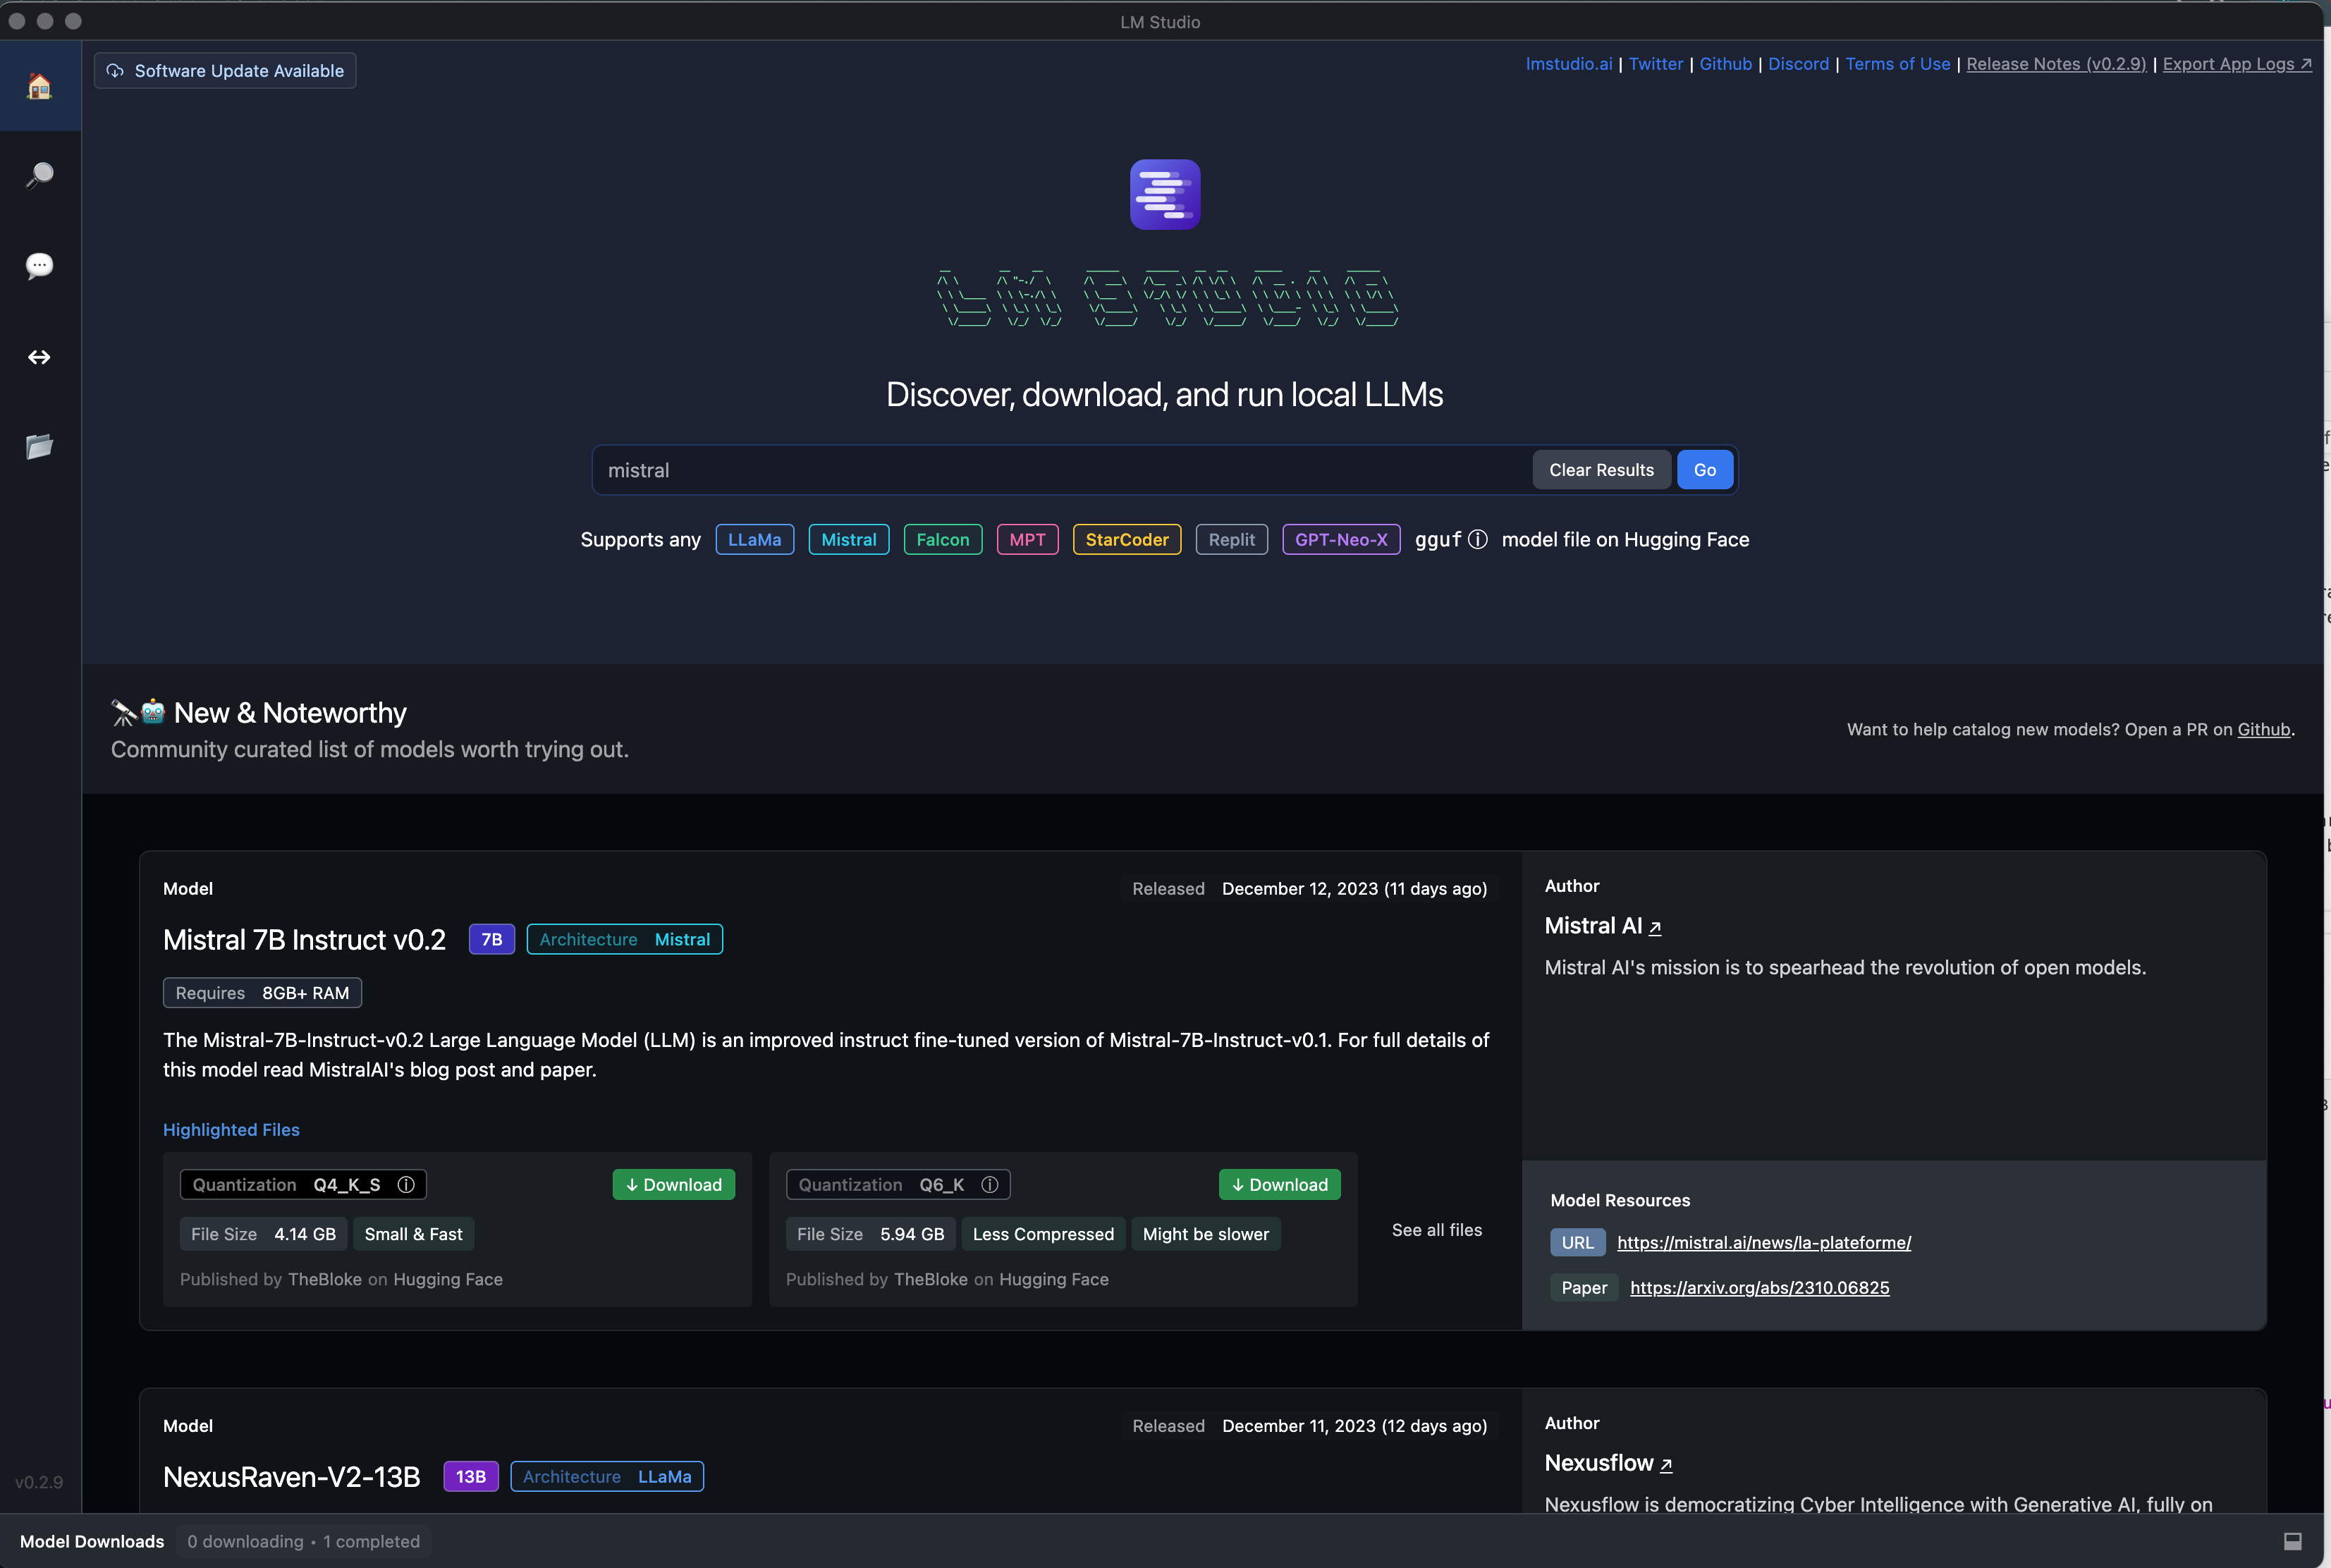 LM Studio
Software Update Available
lmstudio.ai | Twitter | Github | Discord | Terms of Use | Release Notes (v0.2.9) | Export App Logs ↗
LM STUDIO
Discover, download, and run local LLMs
mistral
Clear Results
Go
Supports any LLaMa Mistral Falcon MPT StarCoder Replit GPT-Neo-X gguf ⓘ model file on Hugging Face
New & Noteworthy
Community curated list of models worth trying out.
Want to help catalog new models? Open a PR on Github.
Model
Released December 12, 2023 (11 days ago)
Mistral 7B Instruct v0.2 7B Architecture Mistral
Requires 8GB+ RAM
The Mistral-7B-Instruct-v0.2 Large Language Model (LLM) is an improved instruct fine-tuned version of Mistral-7B-Instruct-v0.1. For full details of
this model read MistralAI's blog post and paper.
Highlighted Files
Quantization Q4_K_S ⓘ ↓ Download
File Size 4.14 GB Small & Fast
Published by TheBloke on Hugging Face
Quantization Q6_K ⓘ ↓ Download
File Size 5.94 GB Less Compressed Might be slower
Published by TheBloke on Hugging Face
See all files
Author
Mistral AI ↗
Mistral AI's mission is to spearhead the revolution of open models.
Model Resources
URL https://mistral.ai/news/la-plateforme/
Paper https://arxiv.org/abs/2310.06825
Model
Released December 11, 2023 (12 days ago)
NexusRaven-V2-13B 13B Architecture LLaMa
Author
Nexusflow ↗
Nexusflow is democratizing Cyber Intelligence with Generative AI, fully on
v0.2.9
Model Downloads 0 downloading • 1 completed